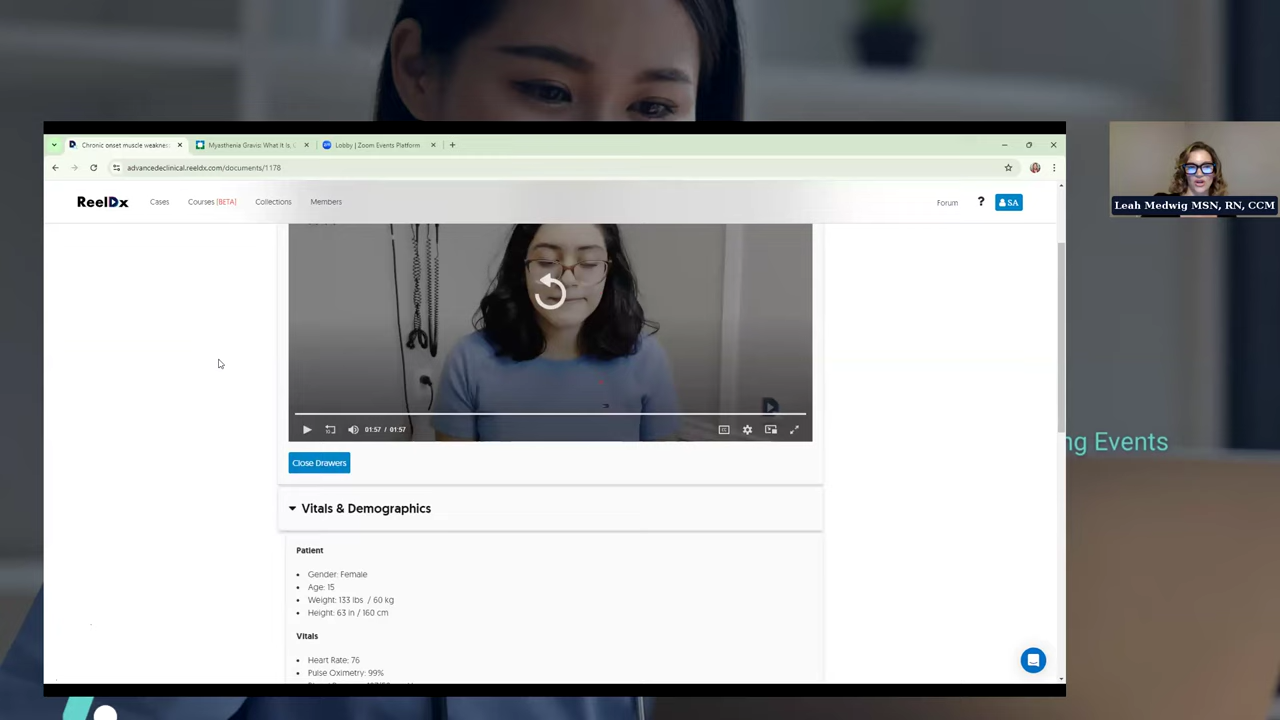 Chronic onset muscle weakness
Myasthenia Gravis: What It Is,
Lobby | Zoom Events Platform
advancedeclinical.reeldx.com/documents/1178
ReelDx
Cases
Courses [BETA]
Collections
Members
Forum
?
SA
Leah Medwig MSN, RN, CCM
01:57 / 01:57
CC
ng Events
Close Drawers
Vitals & Demographics
Patient
Gender: Female
Age: 15
Weight: 133 lbs / 60 kg
Height: 63 in / 160 cm
Vitals
Heart Rate: 76
Pulse Oximetry: 99%